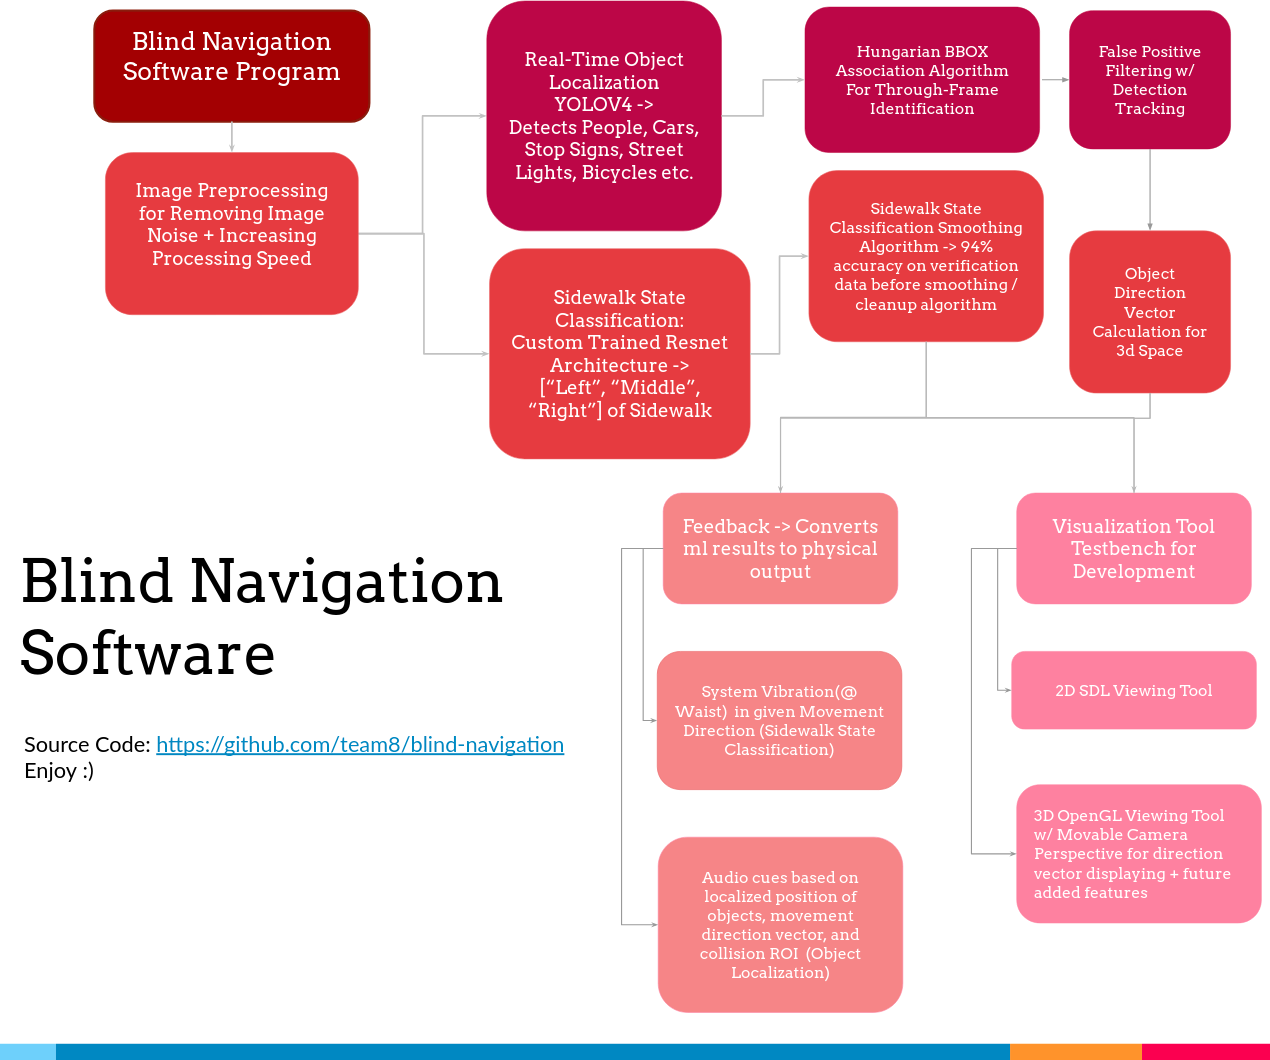 Blind Navigation
Software Program
Image Preprocessing
for Removing Image
Noise + Increasing
Processing Speed
Real-Time Object
Localization
YOLOV4 ->
Detects People, Cars,
Stop Signs, Street
Lights, Bicycles etc.
Hungarian BBOX
Association Algorithm
For Through-Frame
Identification
False Positive
Filtering w/
Detection
Tracking
Sidewalk State
Classification:
Custom Trained Resnet
Architecture ->
[“Left”, “Middle”,
“Right”] of Sidewalk
Sidewalk State
Classification Smoothing
Algorithm -> 94%
accuracy on verification
data before smoothing /
cleanup algorithm
Object
Direction
Vector
Calculation for
3d Space
Feedback -> Converts
ml results to physical
output
Visualization Tool
Testbench for
Development
Blind Navigation
Software
Source Code: https://github.com/team8/blind-navigation
Enjoy :)
System Vibration(@
Waist) in given Movement
Direction (Sidewalk State
Classification)
2D SDL Viewing Tool
Audio cues based on
localized position of
objects, movement
direction vector, and
collision ROI (Object
Localization)
3D OpenGL Viewing Tool
w/ Movable Camera
Perspective for direction
vector displaying + future
added features